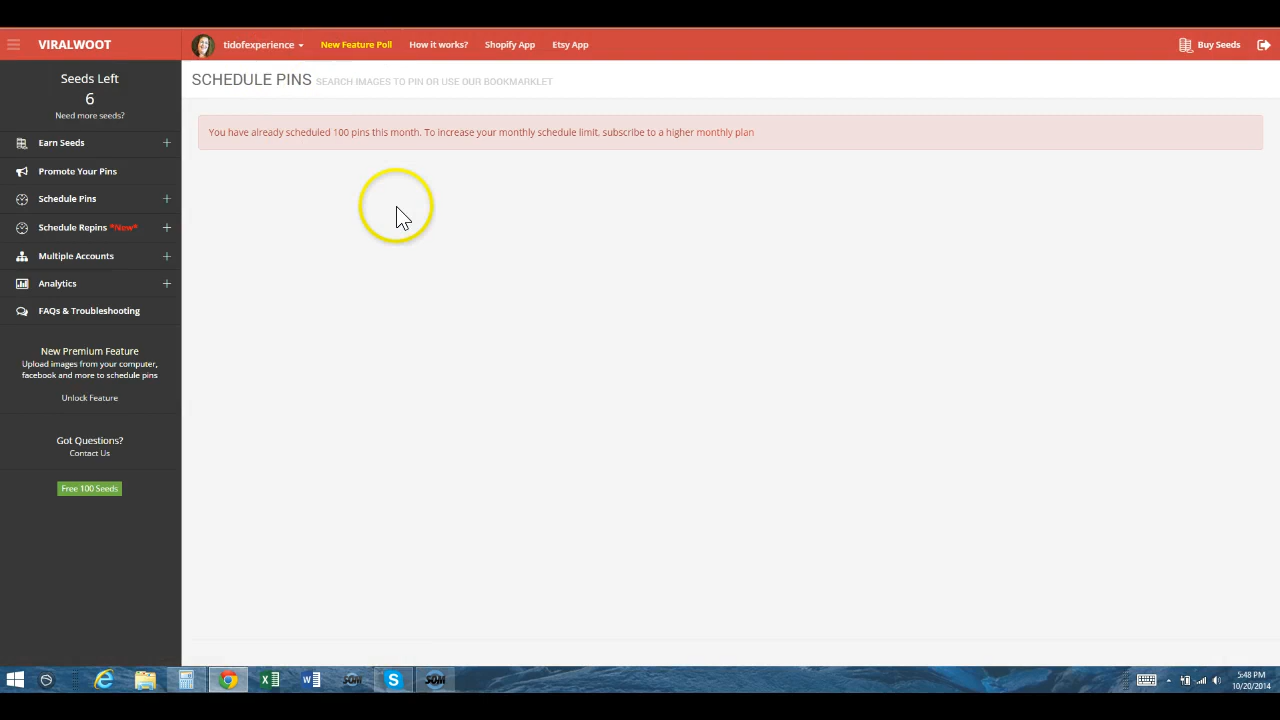 VIRALWOOT
tidofexperience
New Feature Poll
How it works?
Shopify App
Etsy App
Buy Seeds
Seeds Left
6
Need more seeds?
Earn Seeds
Promote Your Pins
Schedule Pins
Schedule Repins *New*
Multiple Accounts
Analytics
FAQs & Troubleshooting
New Premium Feature
Upload images from your computer,
facebook and more to schedule pins
Unlock Feature
Got Questions?
Contact Us
Free 100 Seeds
SCHEDULE PINS SEARCH IMAGES TO PIN OR USE OUR BOOKMARKLET
You have already scheduled 100 pins this month. To increase your monthly schedule limit, subscribe to a higher monthly plan
SOM
SOM
5:48 PM
10/20/2014